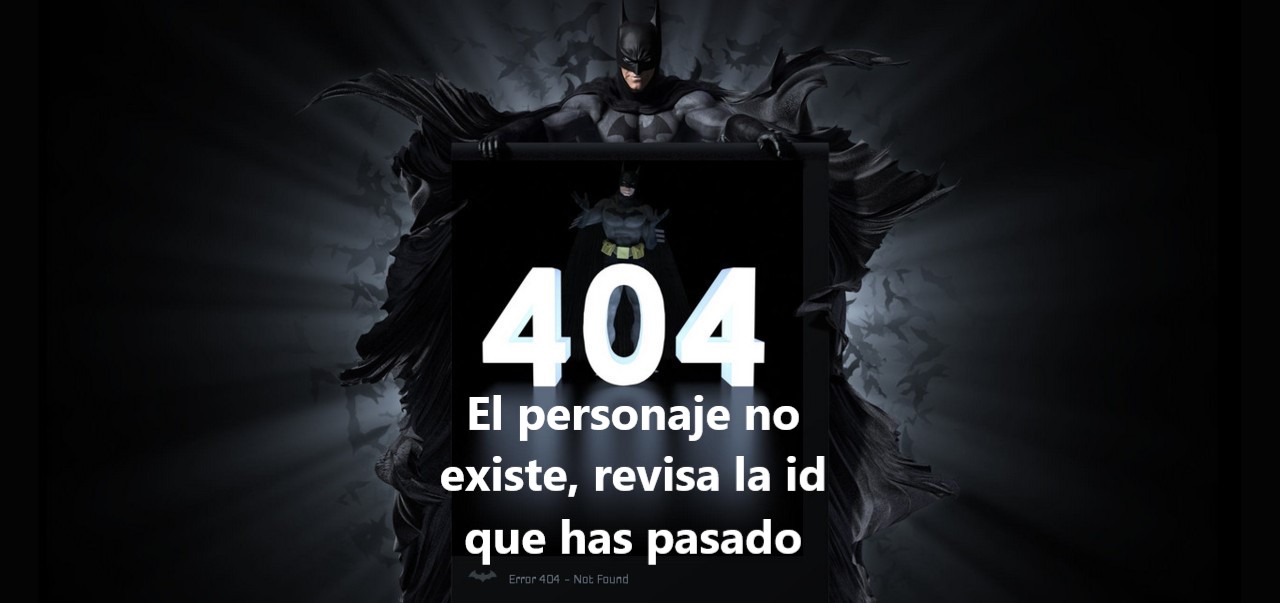 404
El personaje no
existe, revisa la id
que has pasado
Error 404 - Not Found